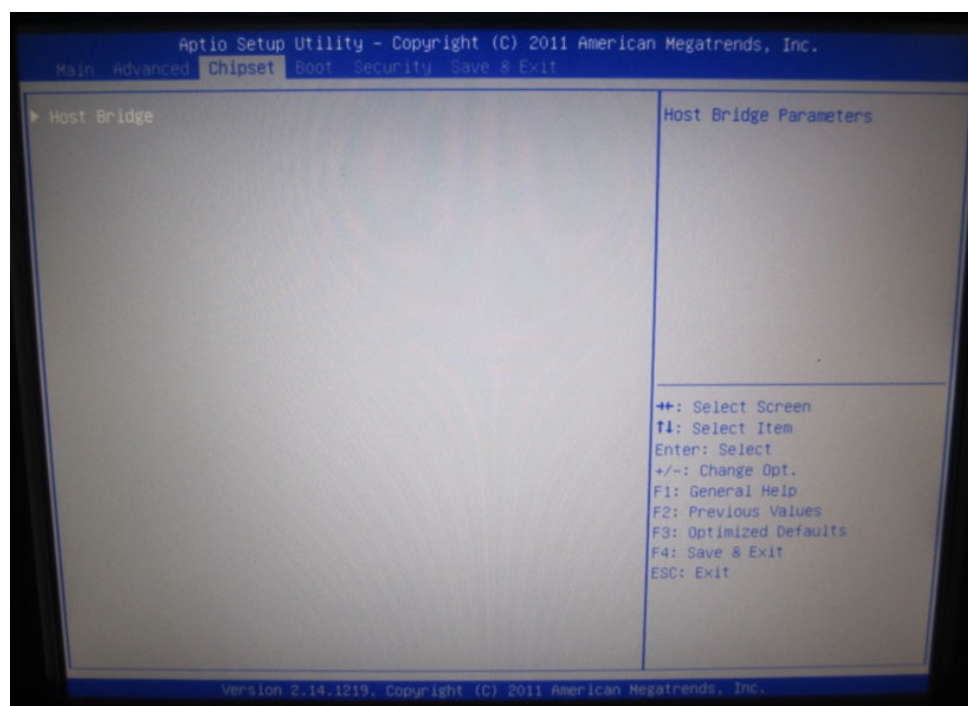 Aptio Setup Utility – Copyright (C) 2011 American Megatrends, Inc.
Main Advanced Chipset Boot Security Save & Exit
▶ Host Bridge
Host Bridge Parameters
→←: Select Screen
↑↓: Select Item
Enter: Select
+/-: Change Opt.
F1: General Help
F2: Previous Values
F3: Optimized Defaults
F4: Save & Exit
ESC: Exit
Version 2.14.1219. Copyright (C) 2011 American Megatrends, Inc.